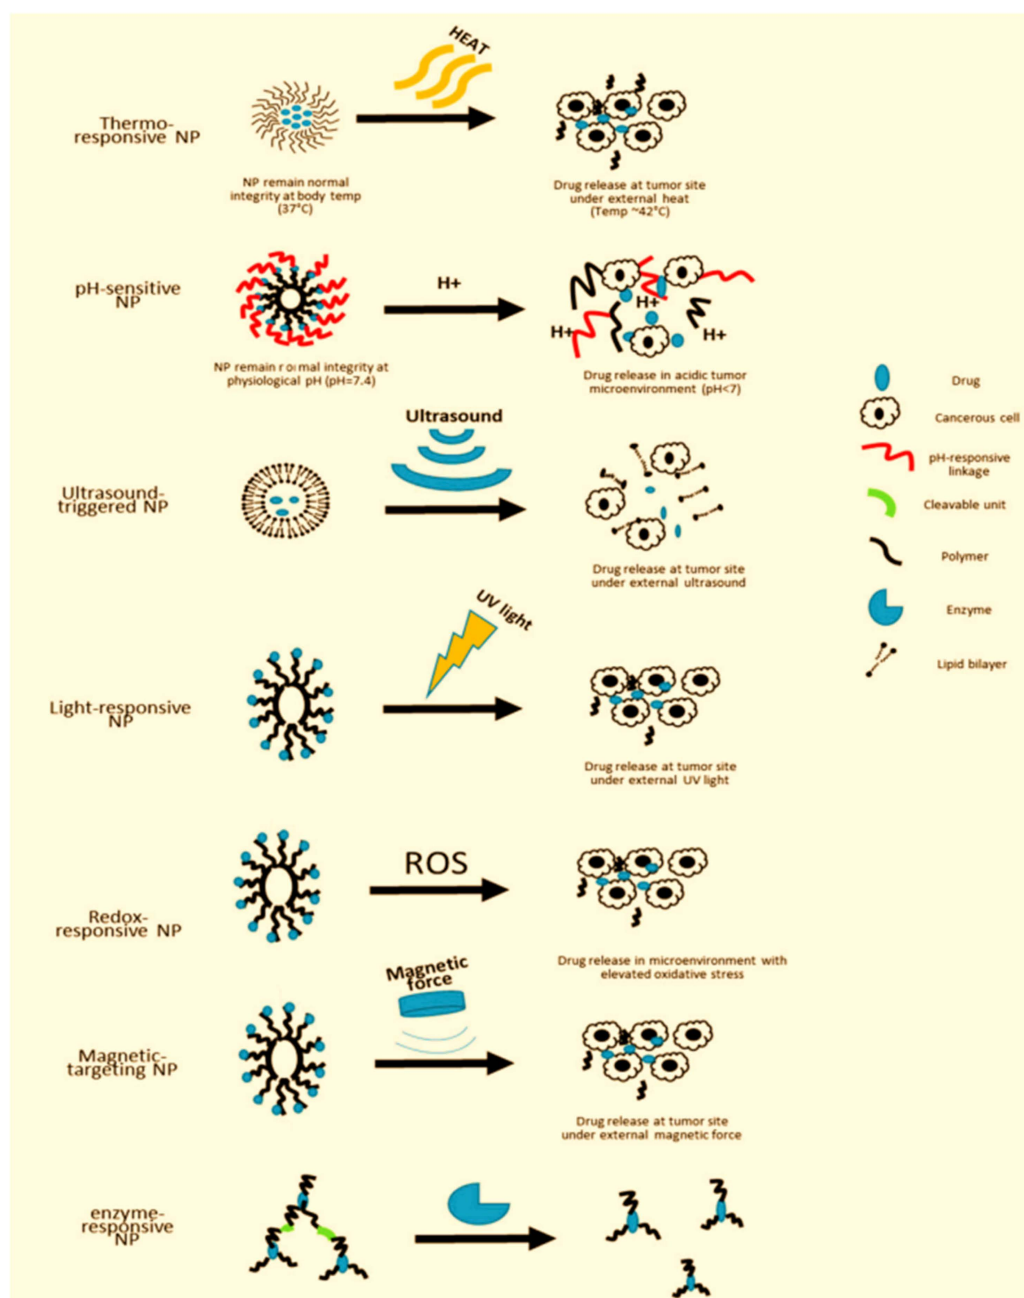 HEAT
Thermo-
responsive NP
NP remain normal
integrity at body temp
(37°C)
Drug release at tumor site
under external heat
(Temp ~42°C)
pH-sensitive
NP
H+
H+
H+
H+
NP remain normal integrity at
physiological pH (pH=7.4)
Drug release in acidic tumor
microenvironment (pH<7)
Ultrasound
Ultrasound-
triggered NP
Drug release at tumor site
under external ultrasound
UV light
Light-responsive
NP
Drug release at tumor site
under external UV light
ROS
Redox-
responsive NP
Drug release in microenvironment with
elevated oxidative stress
Magnetic
force
Magnetic-
targeting NP
Drug release at tumor site
under external magnetic force
enzyme-
responsive
NP
Drug
Cancerous cell
pH-responsive
linkage
Cleavable unit
Polymer
Enzyme
Lipid bilayer